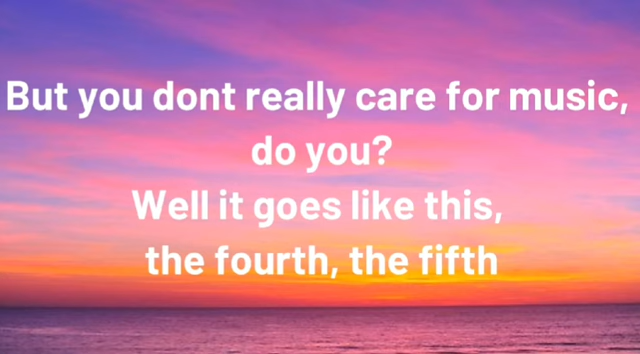 But you dont really care for music,
do you?
Well it goes like this,
the fourth, the fifth